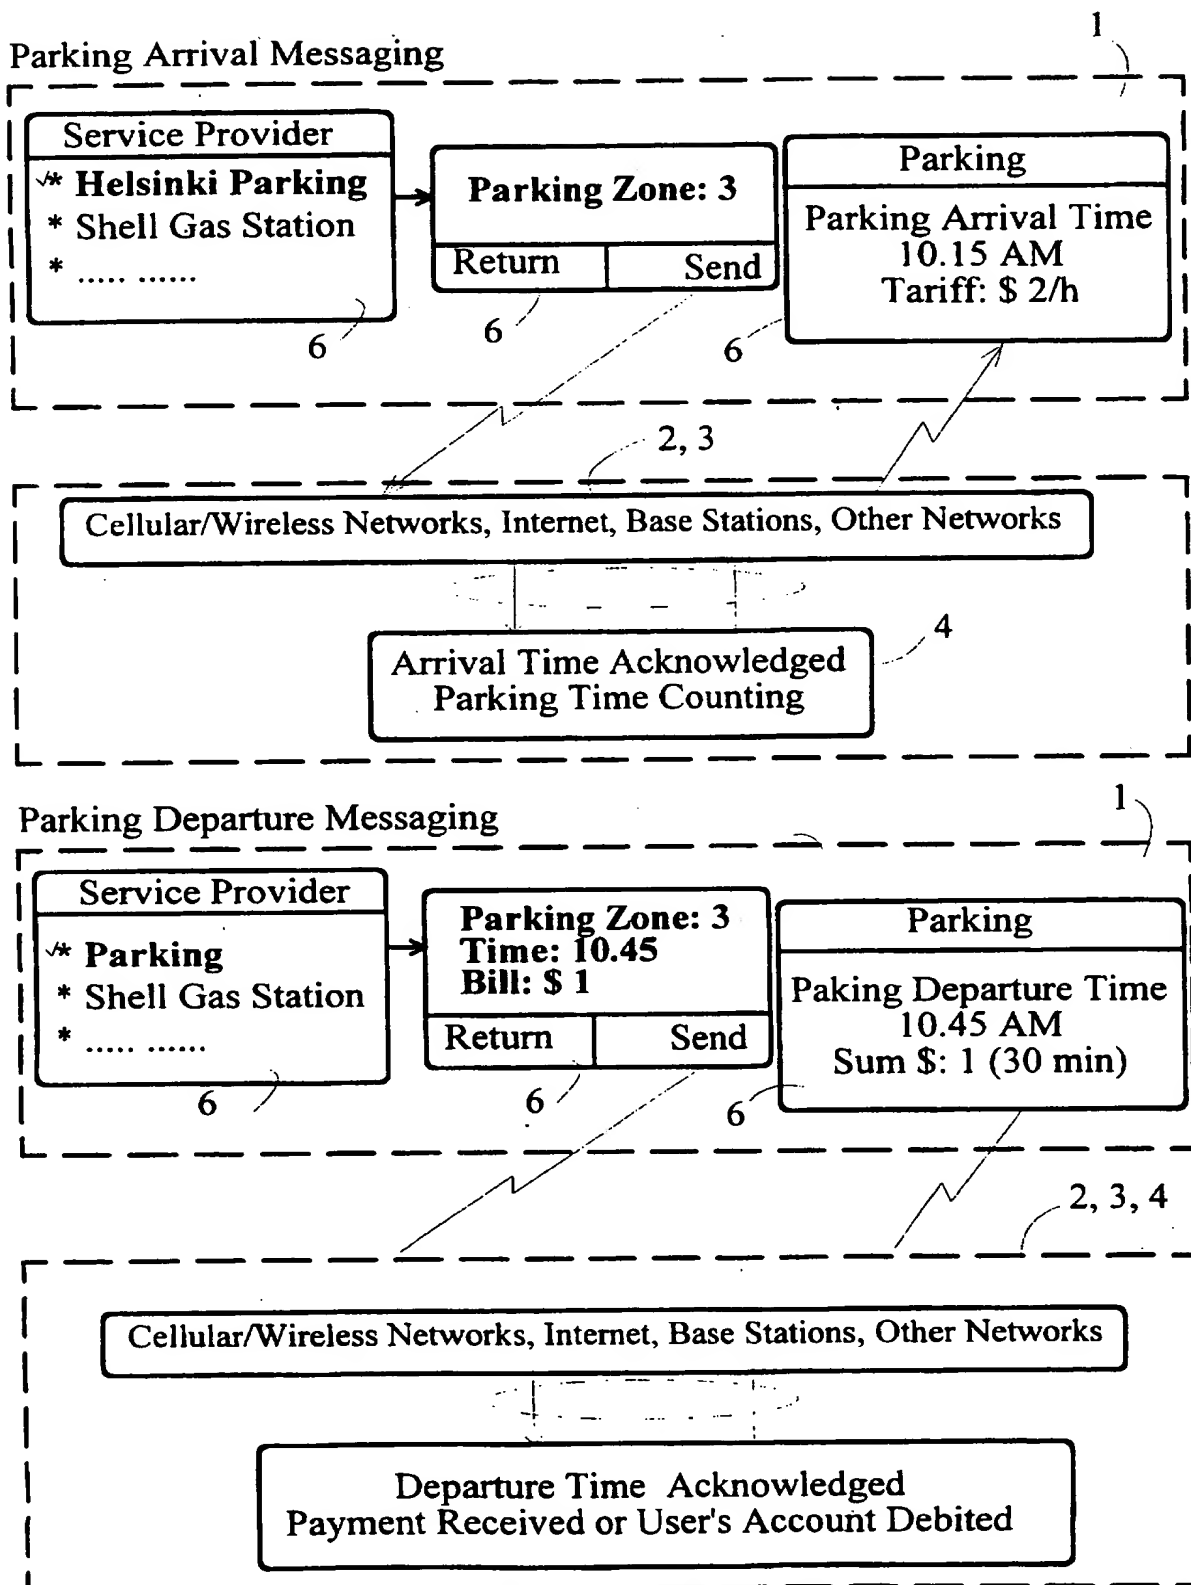 1
Parking Arrival Messaging
Service Provider
√* Helsinki Parking
* Shell Gas Station
* ..... ......
6
Parking Zone: 3
Return
Send
6
Parking
Parking Arrival Time
10.15 AM
Tariff: $ 2/h
6
2, 3
Cellular/Wireless Networks, Internet, Base Stations, Other Networks
4
Arrival Time Acknowledged
Parking Time Counting
1
Parking Departure Messaging
Service Provider
√* Parking
* Shell Gas Station
* ..... ......
6
Parking Zone: 3
Time: 10.45
Bill: $ 1
Return
Send
6
Parking
Paking Departure Time
10.45 AM
Sum $: 1 (30 min)
6
2, 3, 4
Cellular/Wireless Networks, Internet, Base Stations, Other Networks
Departure Time Acknowledged
Payment Received or User's Account Debited